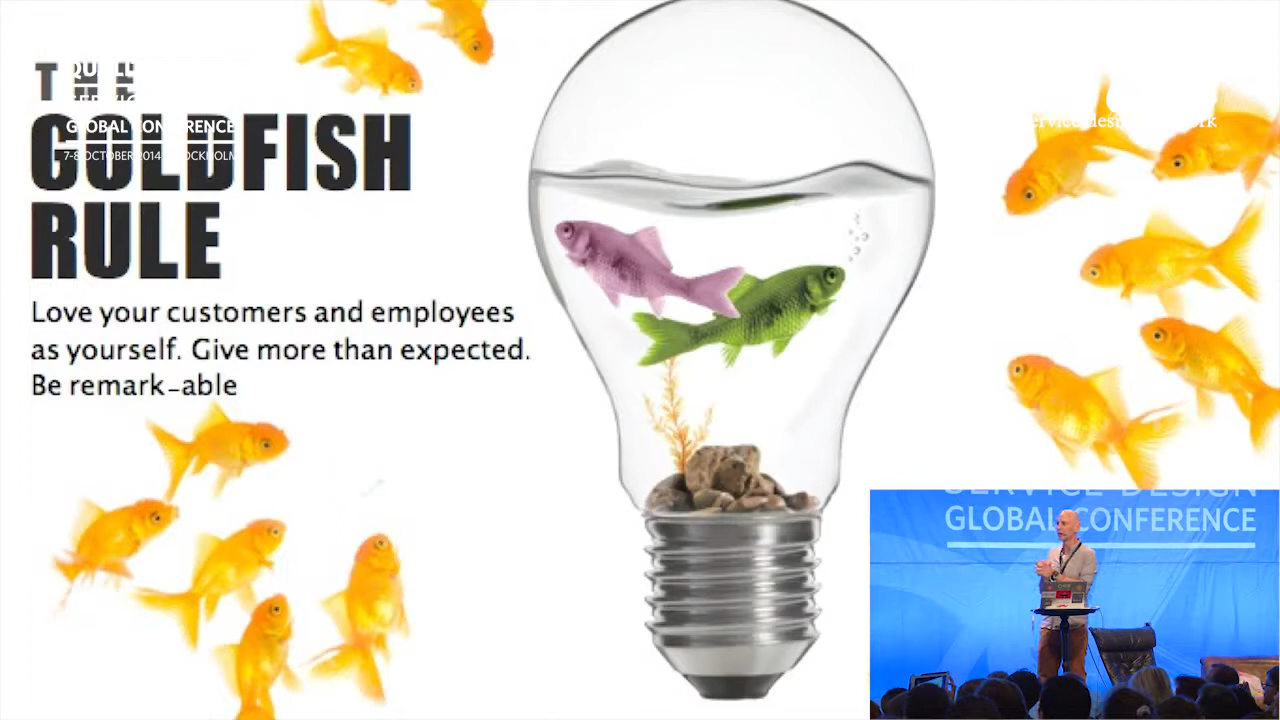 THE
GOLDFISH
RULE
GLOBAL CONFERENCE
7-8 OCTOBER 2014 STOCKHOLM
Love your customers and employees
as yourself. Give more than expected.
Be remark-able
SERVICE DESIGN
GLOBAL CONFERENCE